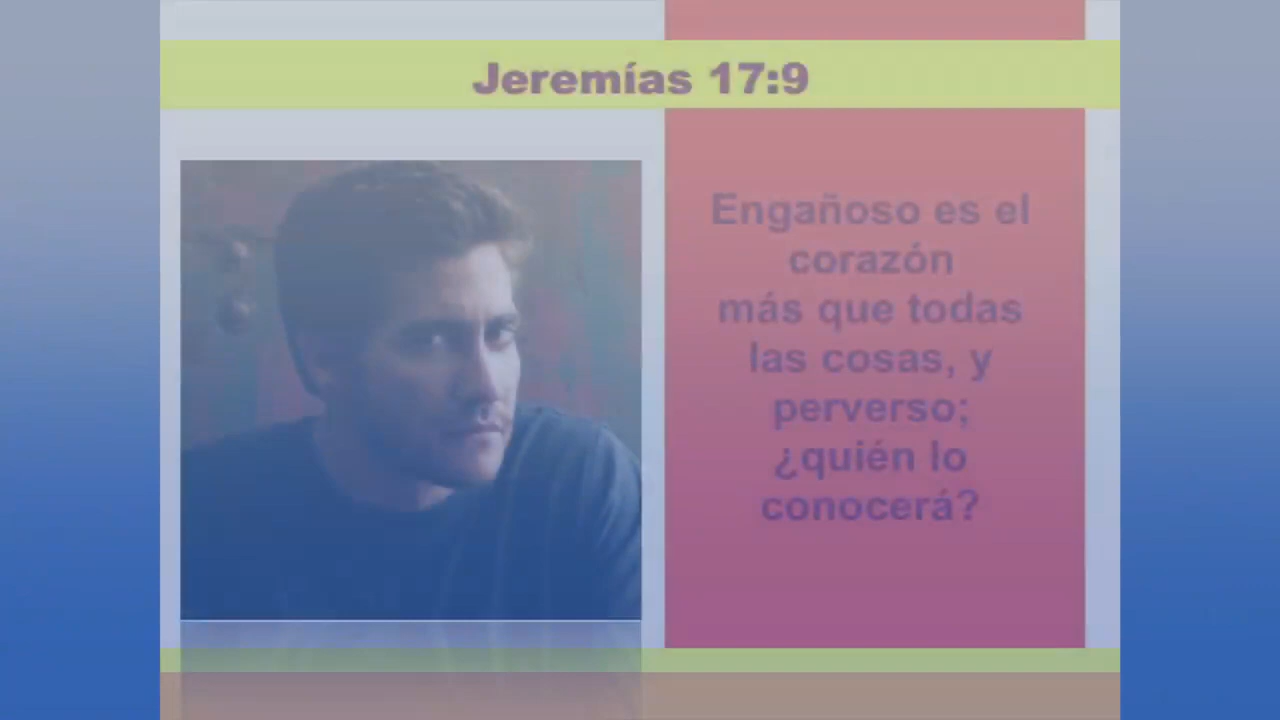 Jeremías 17:9
Engañoso es el
corazón
más que todas
las cosas, y
perverso;
¿quién lo
conocerá?